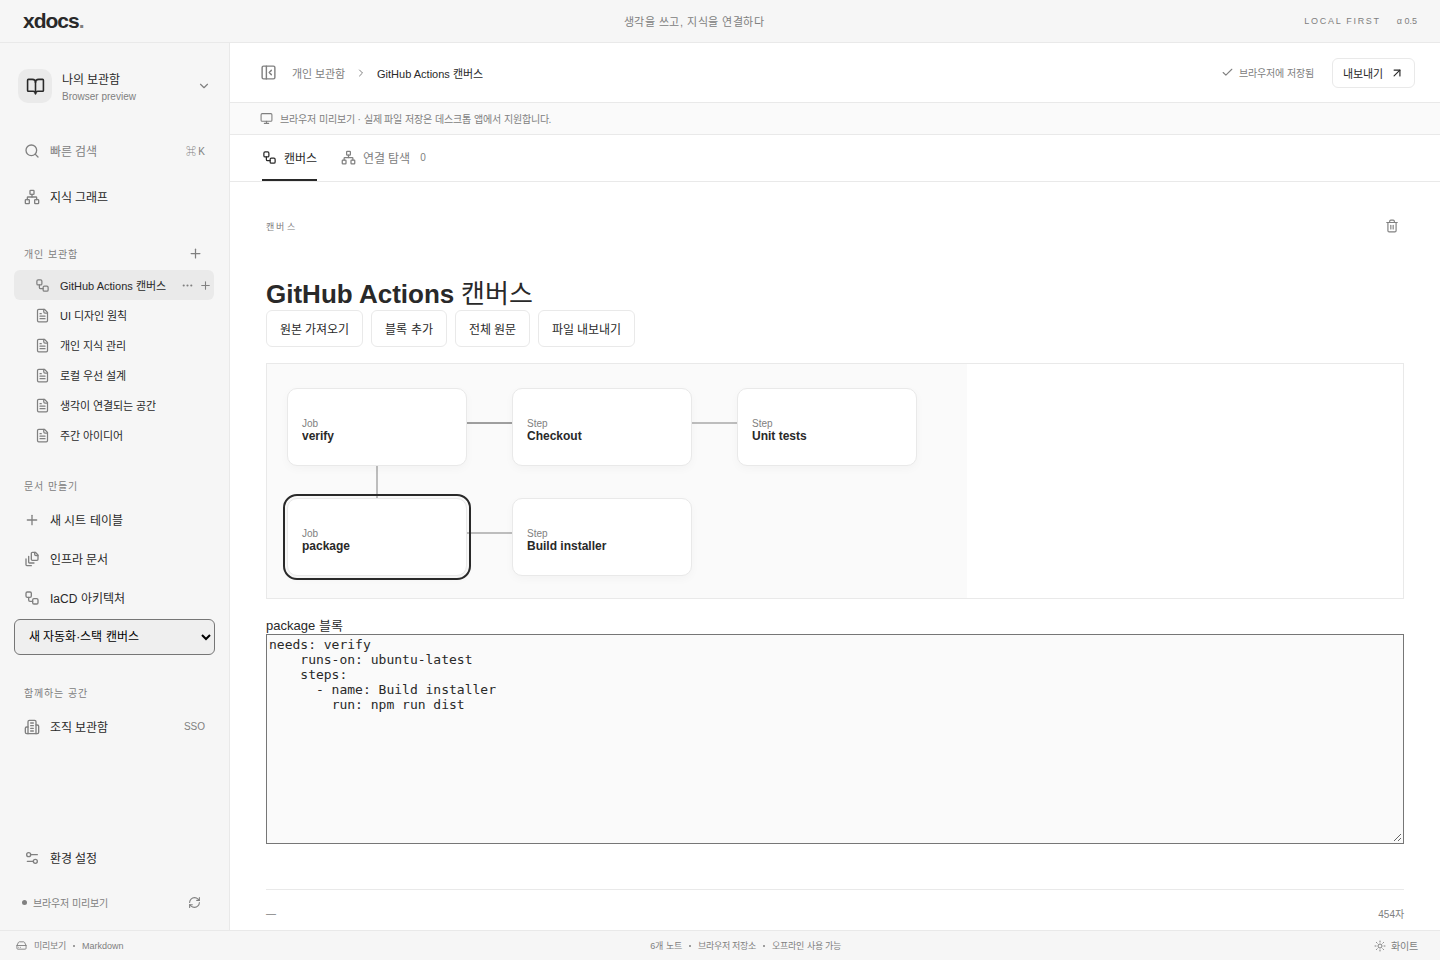 xdocs.
생각을 쓰고, 지식을 연결하다
LOCAL FIRST α 0.5
나의 보관함
Browser preview
빠른 검색 ⌘K
지식 그래프
개인 보관함
GitHub Actions 캔버스
UI 디자인 원칙
개인 지식 관리
로컬 우선 설계
생각이 연결되는 공간
주간 아이디어
문서 만들기
새 시트 테이블
인프라 문서
IaCD 아키텍처
새 자동화·스택 캔버스
함께하는 공간
조직 보관함 SSO
환경 설정
브라우저 미리보기
개인 보관함 GitHub Actions 캔버스
브라우저에 저장됨 내보내기
브라우저 미리보기 · 실제 파일 저장은 데스크톱 앱에서 지원합니다.
캔버스 연결 탐색 0
캔버스
GitHub Actions 캔버스
원본 가져오기 블록 추가 전체 원문 파일 내보내기
Job
verify
Step
Checkout
Step
Unit tests
Job
package
Step
Build installer
package 블록
needs: verify
    runs-on: ubuntu-latest
    steps:
      - name: Build installer
        run: npm run dist
— 454자
미리보기 • Markdown
6개 노트 • 브라우저 저장소 • 오프라인 사용 가능
화이트